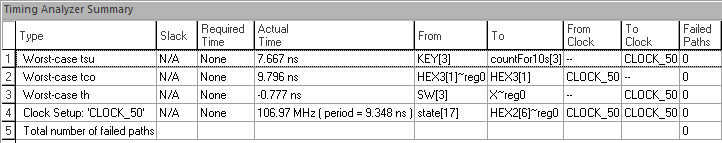 Timing Analyzer Summary
Type Slack Required Time Actual Time From To From Clock To Clock Failed Paths
1 Worst-case tsu N/A None 7.667 ns KEY[3] countFor10s[3] -- CLOCK_50 0
2 Worst-case tco N/A None 9.796 ns HEX3[1]~reg0 HEX3[1] CLOCK_50 -- 0
3 Worst-case th N/A None -0.777 ns SW[3] X~reg0 -- CLOCK_50 0
4 Clock Setup: 'CLOCK_50' N/A None 106.97 MHz ( period = 9.348 ns ) state[17] HEX2[6]~reg0 CLOCK_50 CLOCK_50 0
5 Total number of failed paths 0